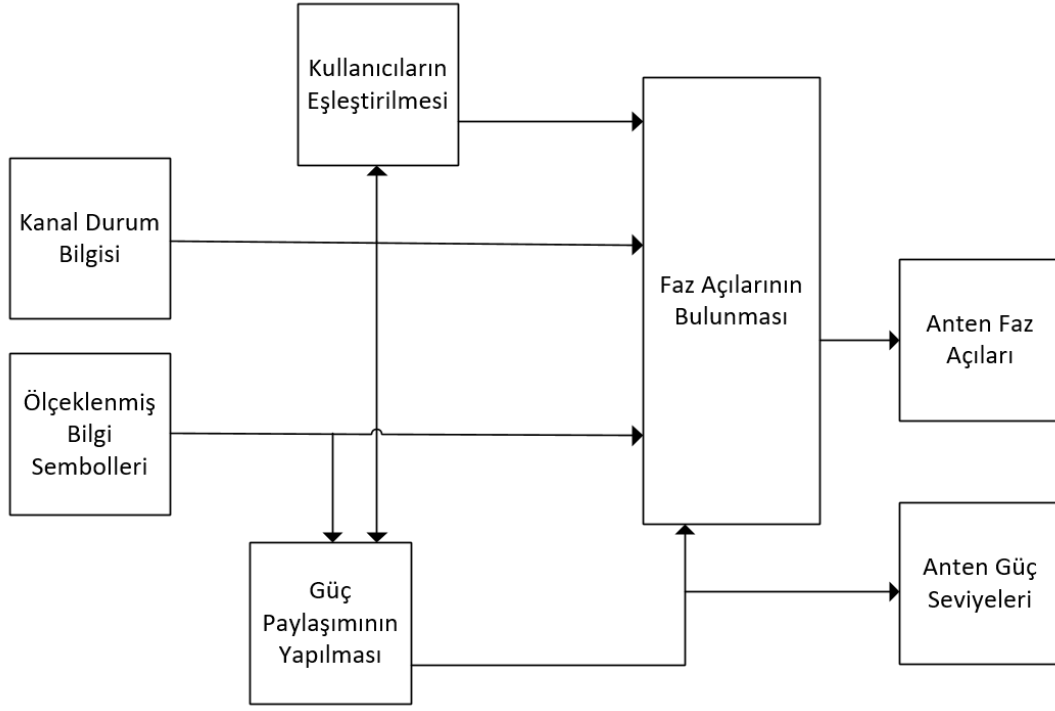 Kullanıcıların
Eşleştirilmesi
Kanal Durum
Bilgisi
Ölçeklenmiş
Bilgi
Sembolleri
Güç
Paylaşımının
Yapılması
Faz Açılarının
Bulunması
Anten Faz
Açıları
Anten Güç
Seviyeleri